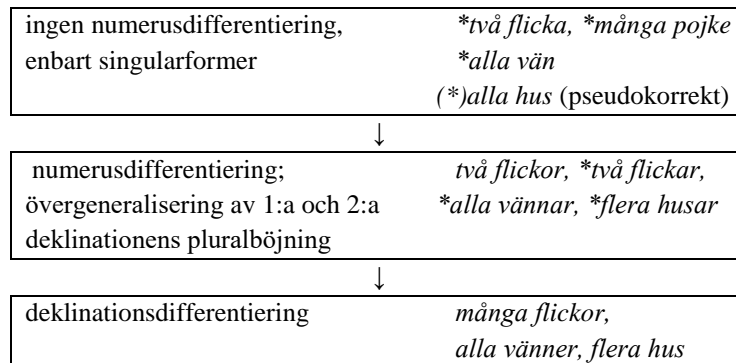 ingen numerusdifferentiering, *två flicka, *många pojke
enbart singularformer *alla vän
(*)alla hus (pseudokorrekt)
↓
numerusdifferentiering; två flickor, *två flickar,
övergeneralisering av 1:a och 2:a *alla vännar, *flera husar
deklinationens pluralböjning
↓
deklinationsdifferentiering många flickor,
alla vänner, flera hus